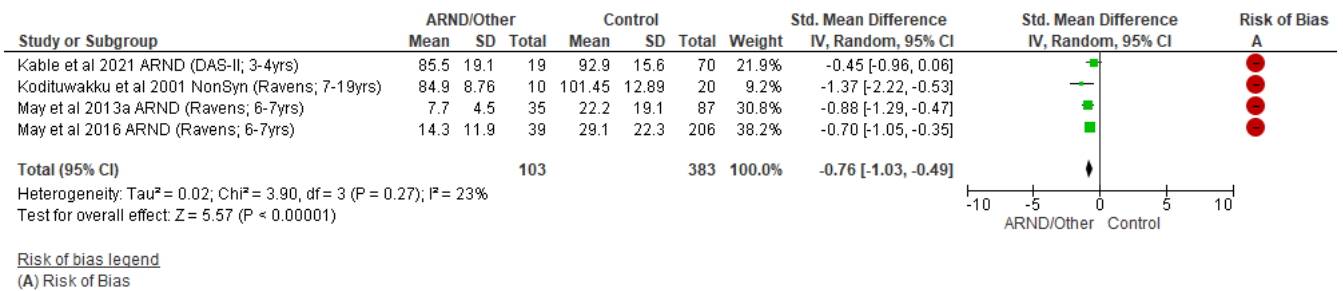 ARND/Other Control Std. Mean Difference Std. Mean Difference Risk of Bias
Study or Subgroup Mean SD Total Mean SD Total Weight IV, Random, 95% CI IV, Random, 95% CI A
Kable et al 2021 ARND (DAS-II; 3-4yrs) 85.5 19.1 19 92.9 15.6 70 21.9% -0.45 [-0.96, 0.06]
Kodituwakku et al 2001 NonSyn (Ravens; 7-19yrs) 84.9 8.76 10 101.45 12.89 20 9.2% -1.37 [-2.22, -0.53]
May et al 2013a ARND (Ravens; 6-7yrs) 7.7 4.5 35 22.2 19.1 87 30.8% -0.88 [-1.29, -0.47]
May et al 2016 ARND (Ravens; 6-7yrs) 14.3 11.9 39 29.1 22.3 206 38.2% -0.70 [-1.05, -0.35]
Total (95% CI) 103 383 100.0% -0.76 [-1.03, -0.49]
Heterogeneity: Tau² = 0.02; Chi² = 3.90, df = 3 (P = 0.27); I² = 23%
Test for overall effect: Z = 5.57 (P < 0.00001)
-10 -5 0 5 10
ARND/Other Control
Risk of bias legend
(A) Risk of Bias